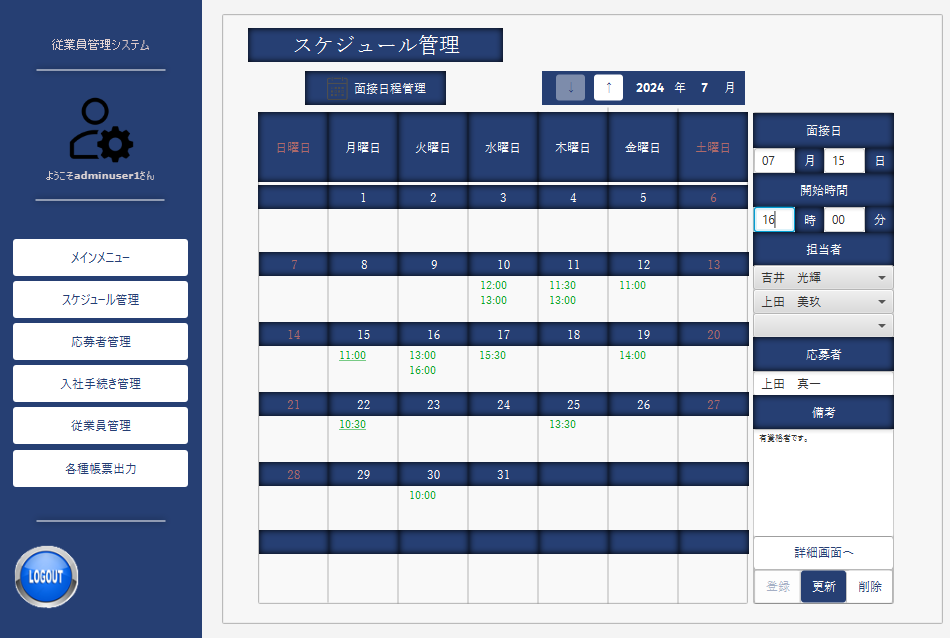 従業員管理システム
ようこそadminuser1さん
メインメニュー
スケジュール管理
応募者管理
入社手続き管理
従業員管理
各種帳票出力
LOGOUT
スケジュール管理
面接日程管理
↓ ↑ 2024 年 7 月
日曜日 月曜日 火曜日 水曜日 木曜日 金曜日 土曜日
1 2 3 4 5 6
7 8 9 10 11 12 13
12:00 11:30 11:00
13:00 13:00
14 15 16 17 18 19 20
11:00 13:00 15:30 14:00
16:00
21 22 23 24 25 26 27
10:30 13:30
28 29 30 31
10:00
面接日
07 月 15 日
開始時間
16 時 00 分
担当者
吉井 光輝
上田 美玖
応募者
上田 真一
備考
有資格者です。
詳細画面へ
登録 更新 削除